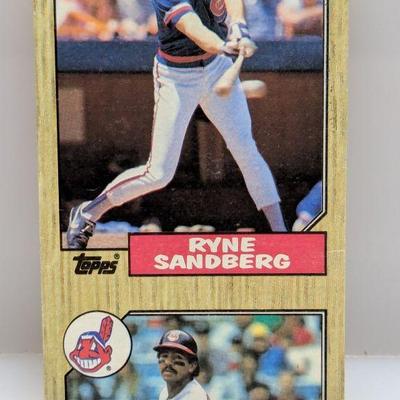 RYNE
SANDBERG
topps®
®